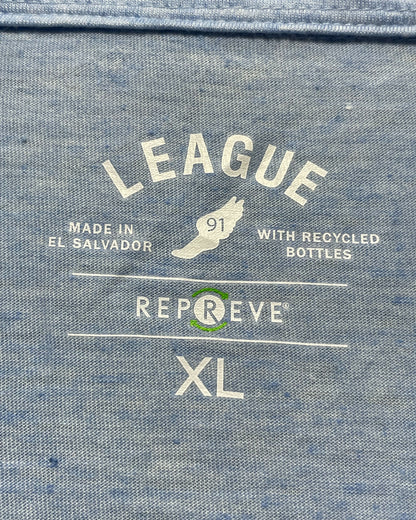 LEAGUE
91
MADE IN
EL SALVADOR
WITH RECYCLED
BOTTLES
REPREVE®
XL